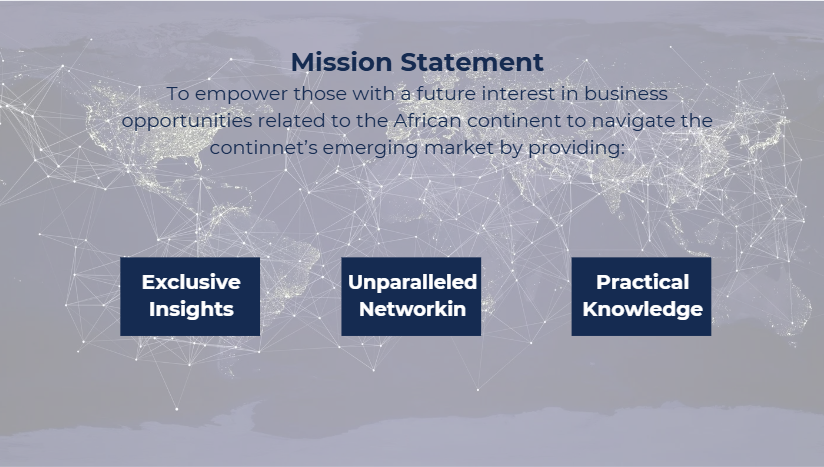 Mission Statement
To empower those with a future interest in business
opportunities related to the African continent to navigate the
continnet's emerging market by providing:
Exclusive
Insights
Unparalleled
Networkin
Practical
Knowledge